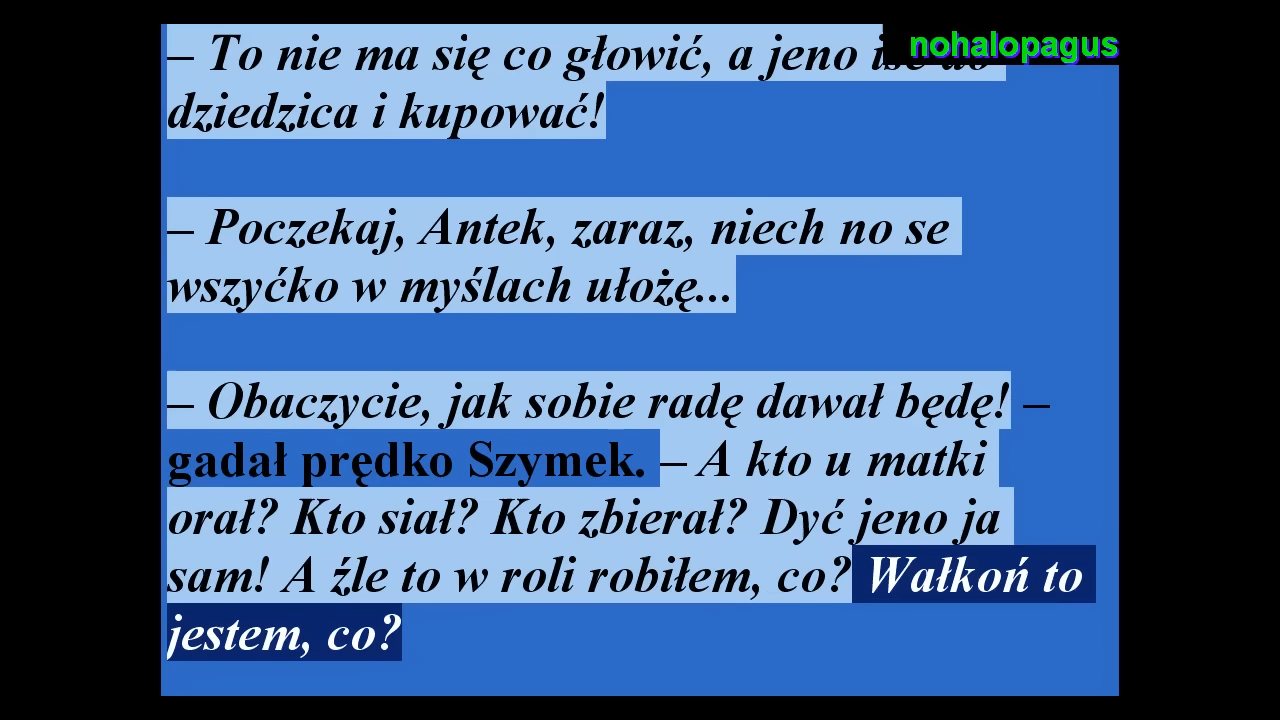 – To nie ma się co głowić, a jeno
nohalopagus
dziedzica i kupować!
– Poczekaj, Antek, zaraz, niech no se
wszyćko w myślach ułożę...
– Obaczycie, jak sobie radę dawał będę! –
gadał prędko Szymek. – A kto u matki
orał? Kto siał? Kto zbierał? Dyć jeno ja
sam! A źle to w roli robiłem, co? Wałkoń to
jestem, co?